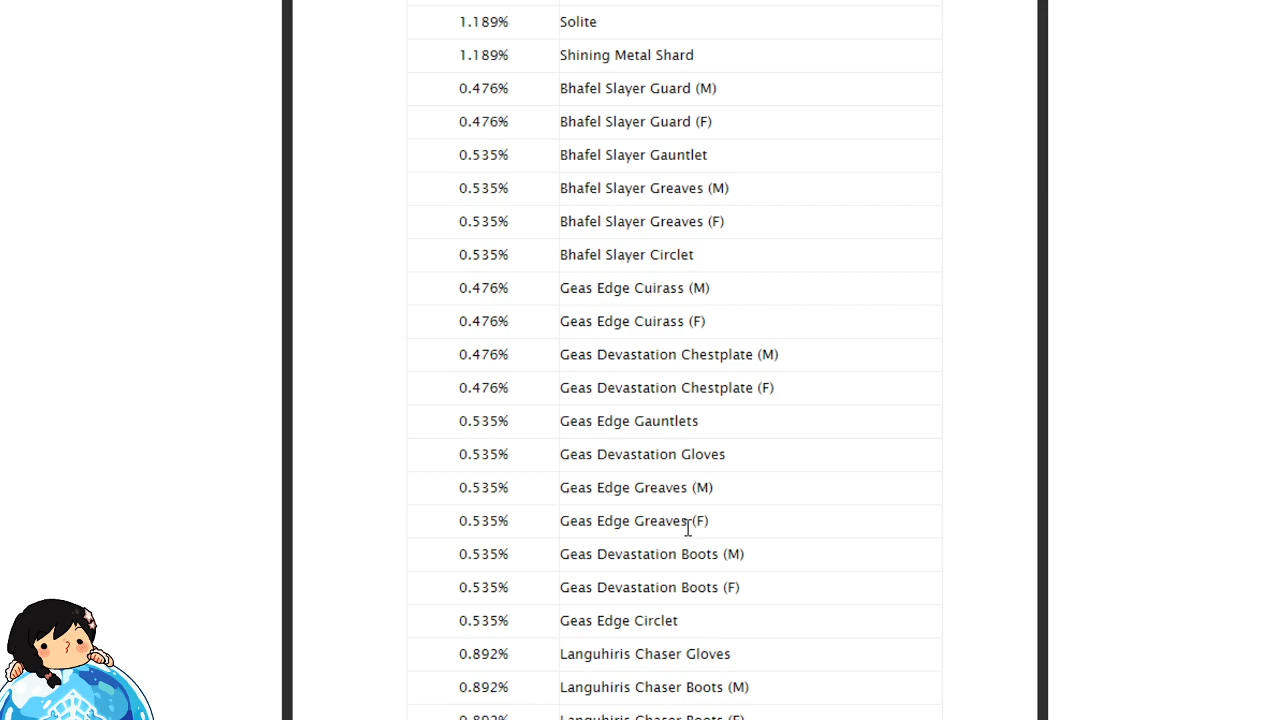 1.189% Solite
1.189% Shining Metal Shard
0.476% Bhafel Slayer Guard (M)
0.476% Bhafel Slayer Guard (F)
0.535% Bhafel Slayer Gauntlet
0.535% Bhafel Slayer Greaves (M)
0.535% Bhafel Slayer Greaves (F)
0.535% Bhafel Slayer Circlet
0.476% Geas Edge Cuirass (M)
0.476% Geas Edge Cuirass (F)
0.476% Geas Devastation Chestplate (M)
0.476% Geas Devastation Chestplate (F)
0.535% Geas Edge Gauntlets
0.535% Geas Devastation Gloves
0.535% Geas Edge Greaves (M)
0.535% Geas Edge Greaves (F)
0.535% Geas Devastation Boots (M)
0.535% Geas Devastation Boots (F)
0.535% Geas Edge Circlet
0.892% Languhiris Chaser Gloves
0.892% Languhiris Chaser Boots (M)
0.892% Languhiris Chaser Boots (F)